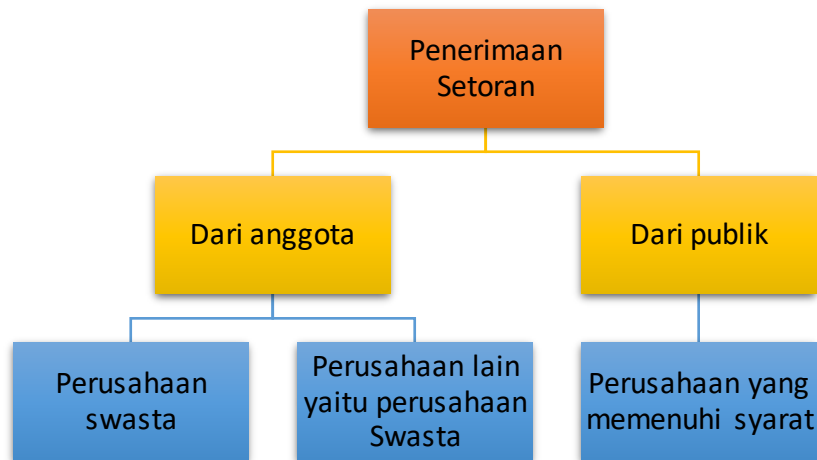 Penerimaan
Setoran
Dari anggota
Dari publik
Perusahaan
swasta
Perusahaan lain
yaitu perusahaan
Swasta
Perusahaan yang
memenuhi syarat